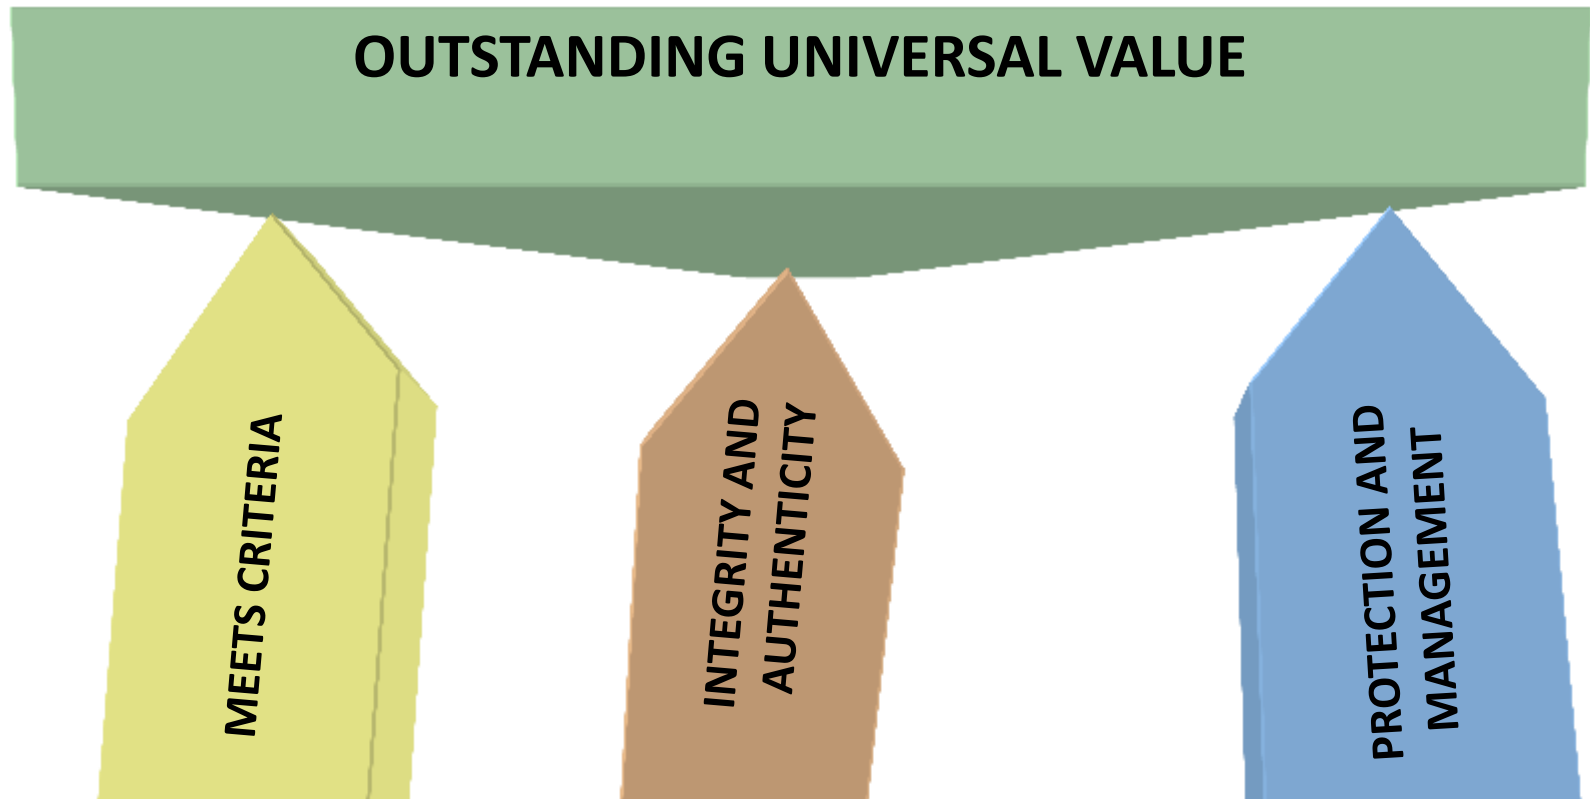 OUTSTANDING UNIVERSAL VALUE
MEETS CRITERIA
INTEGRITY AND
AUTHENTICITY
PROTECTION AND
MANAGEMENT